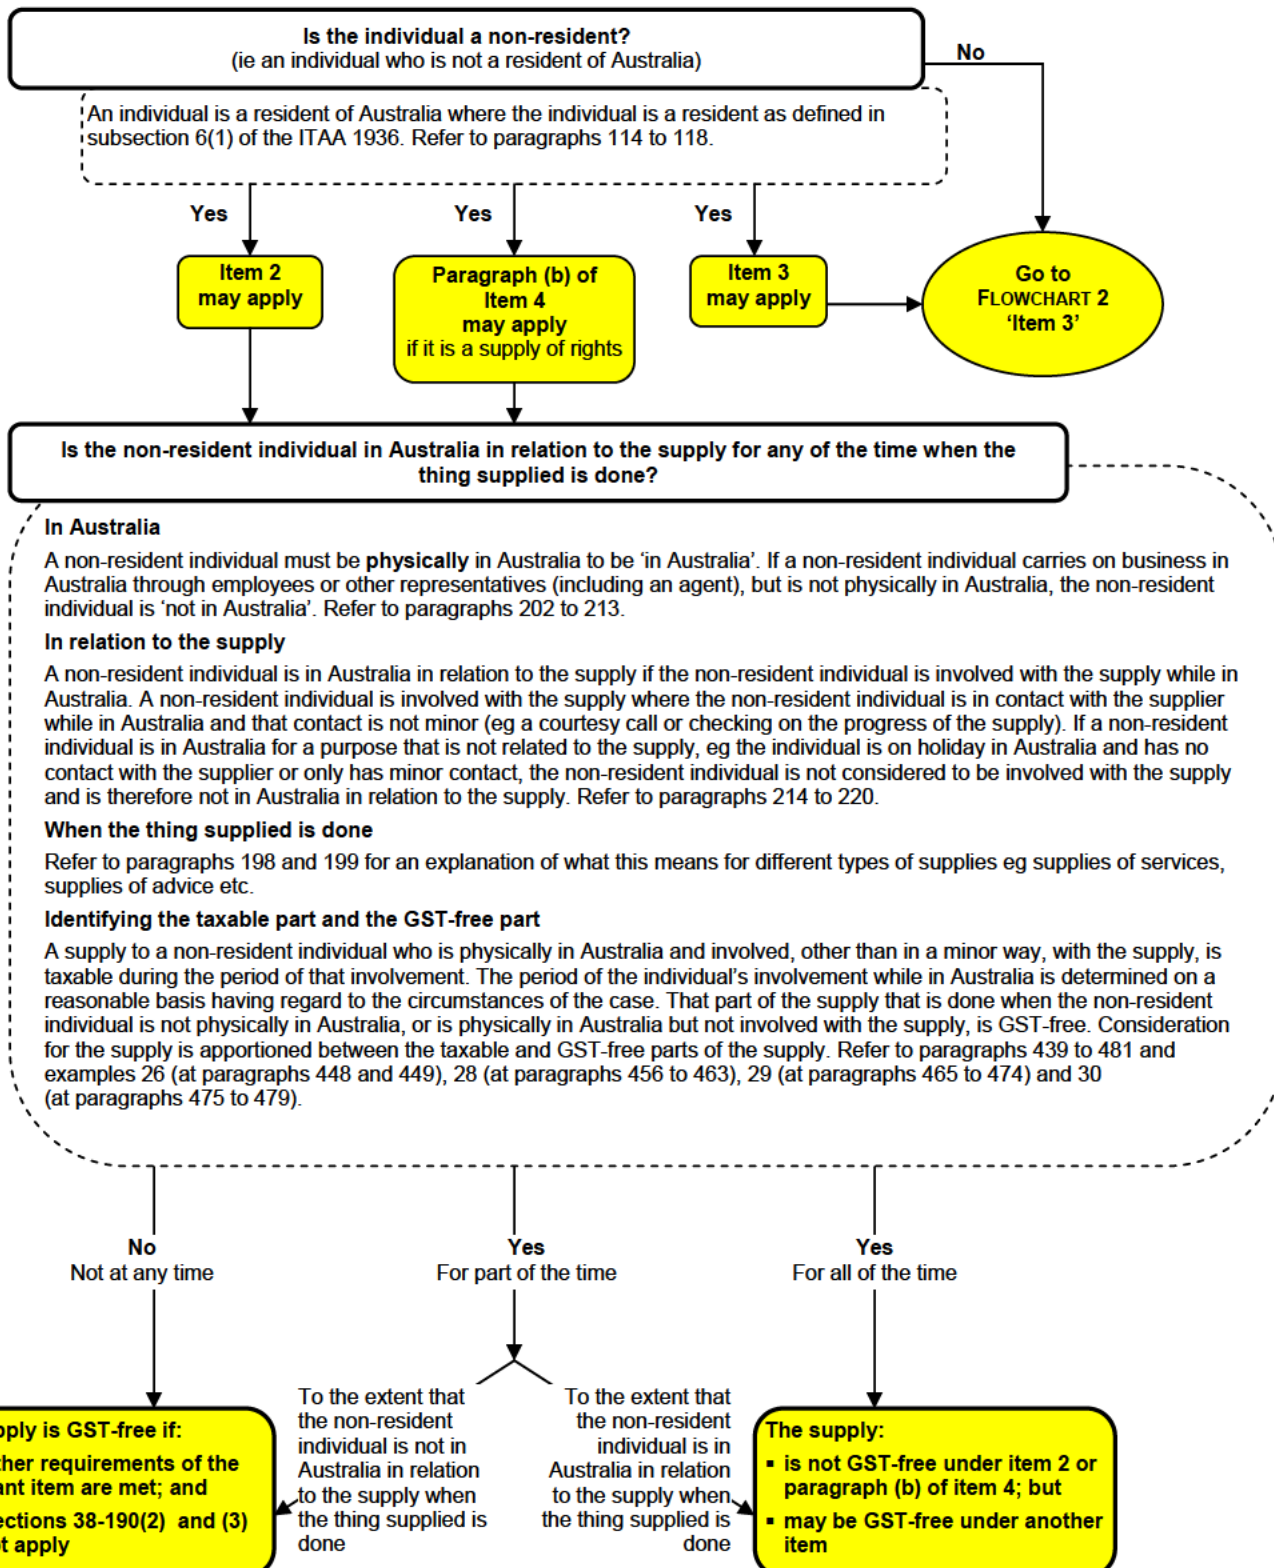 Is the individual a non-resident?
(ie an individual who is not a resident of Australia)
No
An individual is a resident of Australia where the individual is a resident as defined in
subsection 6(1) of the ITAA 1936. Refer to paragraphs 114 to 118.
Yes
Yes
Yes
Item 2
may apply
Paragraph (b) of
Item 4
may apply
if it is a supply of rights
Item 3
may apply
Go to
FLOWCHART 2
‘Item 3’
Is the non-resident individual in Australia in relation to the supply for any of the time when the
thing supplied is done?
In Australia
A non-resident individual must be physically in Australia to be ‘in Australia’. If a non-resident individual carries on business in
Australia through employees or other representatives (including an agent), but is not physically in Australia, the non-resident
individual is ‘not in Australia’. Refer to paragraphs 202 to 213.
In relation to the supply
A non-resident individual is in Australia in relation to the supply if the non-resident individual is involved with the supply while in
Australia. A non-resident individual is involved with the supply where the non-resident individual is in contact with the supplier
while in Australia and that contact is not minor (eg a courtesy call or checking on the progress of the supply). If a non-resident
individual is in Australia for a purpose that is not related to the supply, eg the individual is on holiday in Australia and has no
contact with the supplier or only has minor contact, the non-resident individual is not considered to be involved with the supply
and is therefore not in Australia in relation to the supply. Refer to paragraphs 214 to 220.
When the thing supplied is done
Refer to paragraphs 198 and 199 for an explanation of what this means for different types of supplies eg supplies of services,
supplies of advice etc.
Identifying the taxable part and the GST-free part
A supply to a non-resident individual who is physically in Australia and involved, other than in a minor way, with the supply, is
taxable during the period of that involvement. The period of the individual’s involvement while in Australia is determined on a
reasonable basis having regard to the circumstances of the case. That part of the supply that is done when the non-resident
individual is not physically in Australia, or is physically in Australia but not involved with the supply, is GST-free. Consideration
for the supply is apportioned between the taxable and GST-free parts of the supply. Refer to paragraphs 439 to 481 and
examples 26 (at paragraphs 448 and 449), 28 (at paragraphs 456 to 463), 29 (at paragraphs 465 to 474) and 30
(at paragraphs 475 to 479).
No
Not at any time
Yes
For part of the time
Yes
For all of the time
is GST-free if:
requirements of the
item are met; and
38-190(2) and (3)
apply
To the extent that
the non-resident
individual is not in
Australia in relation
to the supply when
the thing supplied is
done
To the extent that
the non-resident
individual is in
Australia in relation
to the supply when
the thing supplied is
done
The supply:
▪ is not GST-free under item 2 or
paragraph (b) of item 4; but
▪ may be GST-free under another
item